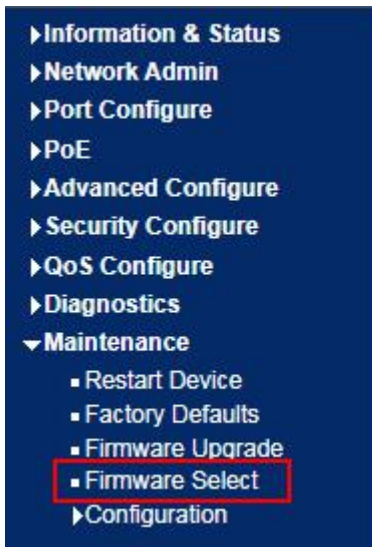 Information & Status
Network Admin
Port Configure
PoE
Advanced Configure
Security Configure
QoS Configure
Diagnostics
Maintenance
Restart Device
Factory Defaults
Firmware Upgrade
Firmware Select
Configuration